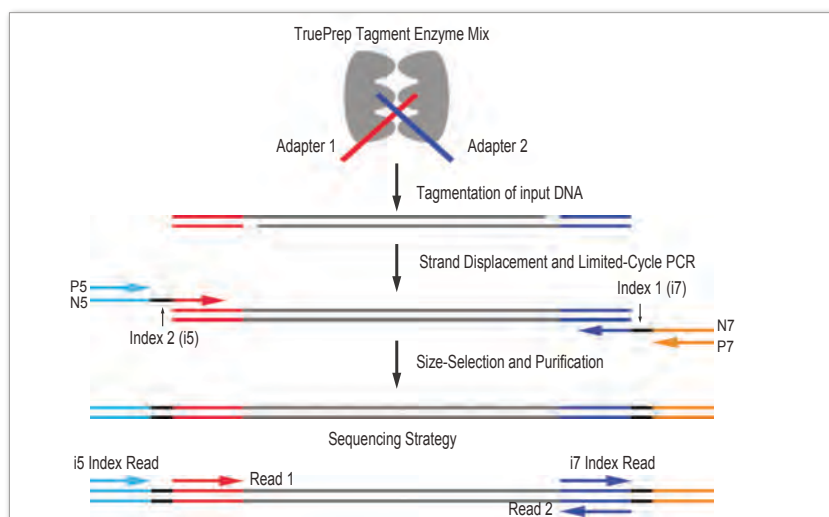 TruePrep Tagment Enzyme Mix
Adapter 1
Adapter 2
Tagmentation of input DNA
Strand Displacement and Limited-Cycle PCR
P5
Index 1 (i7)
N5
Index 2 (i5)
N7
P7
Size-Selection and Purification
Sequencing Strategy
i5 Index Read
Read 1
i7 Index Read
Read 2